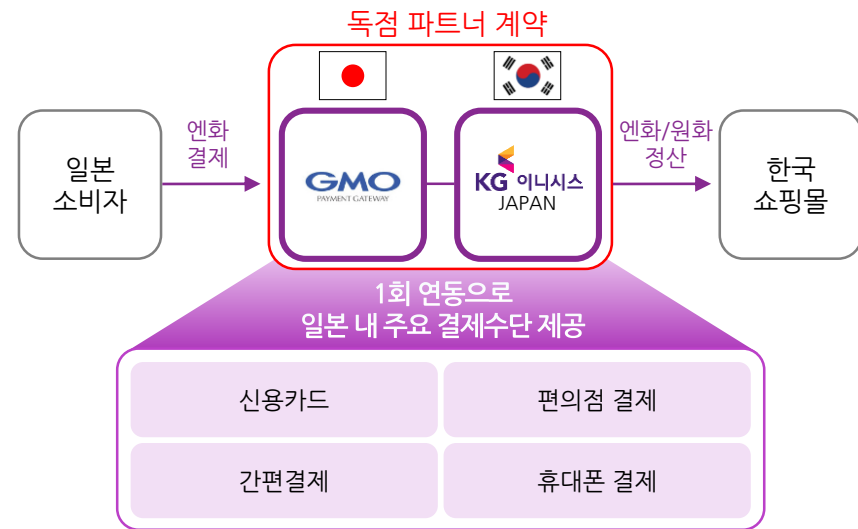 독점 파트너 계약
일본
소비자
엔화
결제
GMO
PAYMENT GATEWAY
KG 이니시스
JAPAN
엔화/원화
정산
한국
쇼핑몰
1회 연동으로
일본 내 주요 결제수단 제공
신용카드
편의점 결제
간편결제
휴대폰 결제